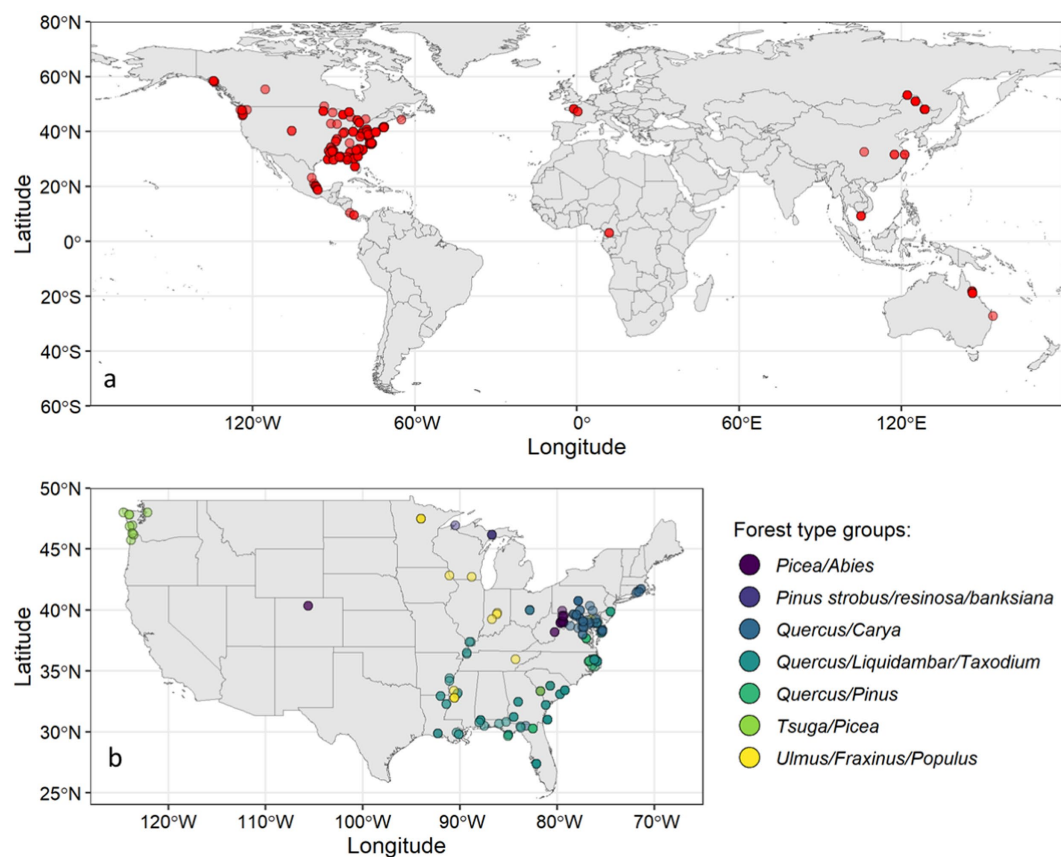 80°N
60°N
40°N
20°N
0°
20°S
40°S
60°S
Latitude
a
120°W
60°W
0°
60°E
120°E
Longitude
50°N
45°N
40°N
35°N
30°N
25°N
Latitude
b
120°W
110°W
100°W
90°W
80°W
70°W
Longitude
Forest type groups:
Picea/Abies
Pinus strobus/resinosa/banksiana
Quercus/Carya
Quercus/Liquidambar/Taxodium
Quercus/Pinus
Tsuga/Picea
Ulmus/Fraxinus/Populus